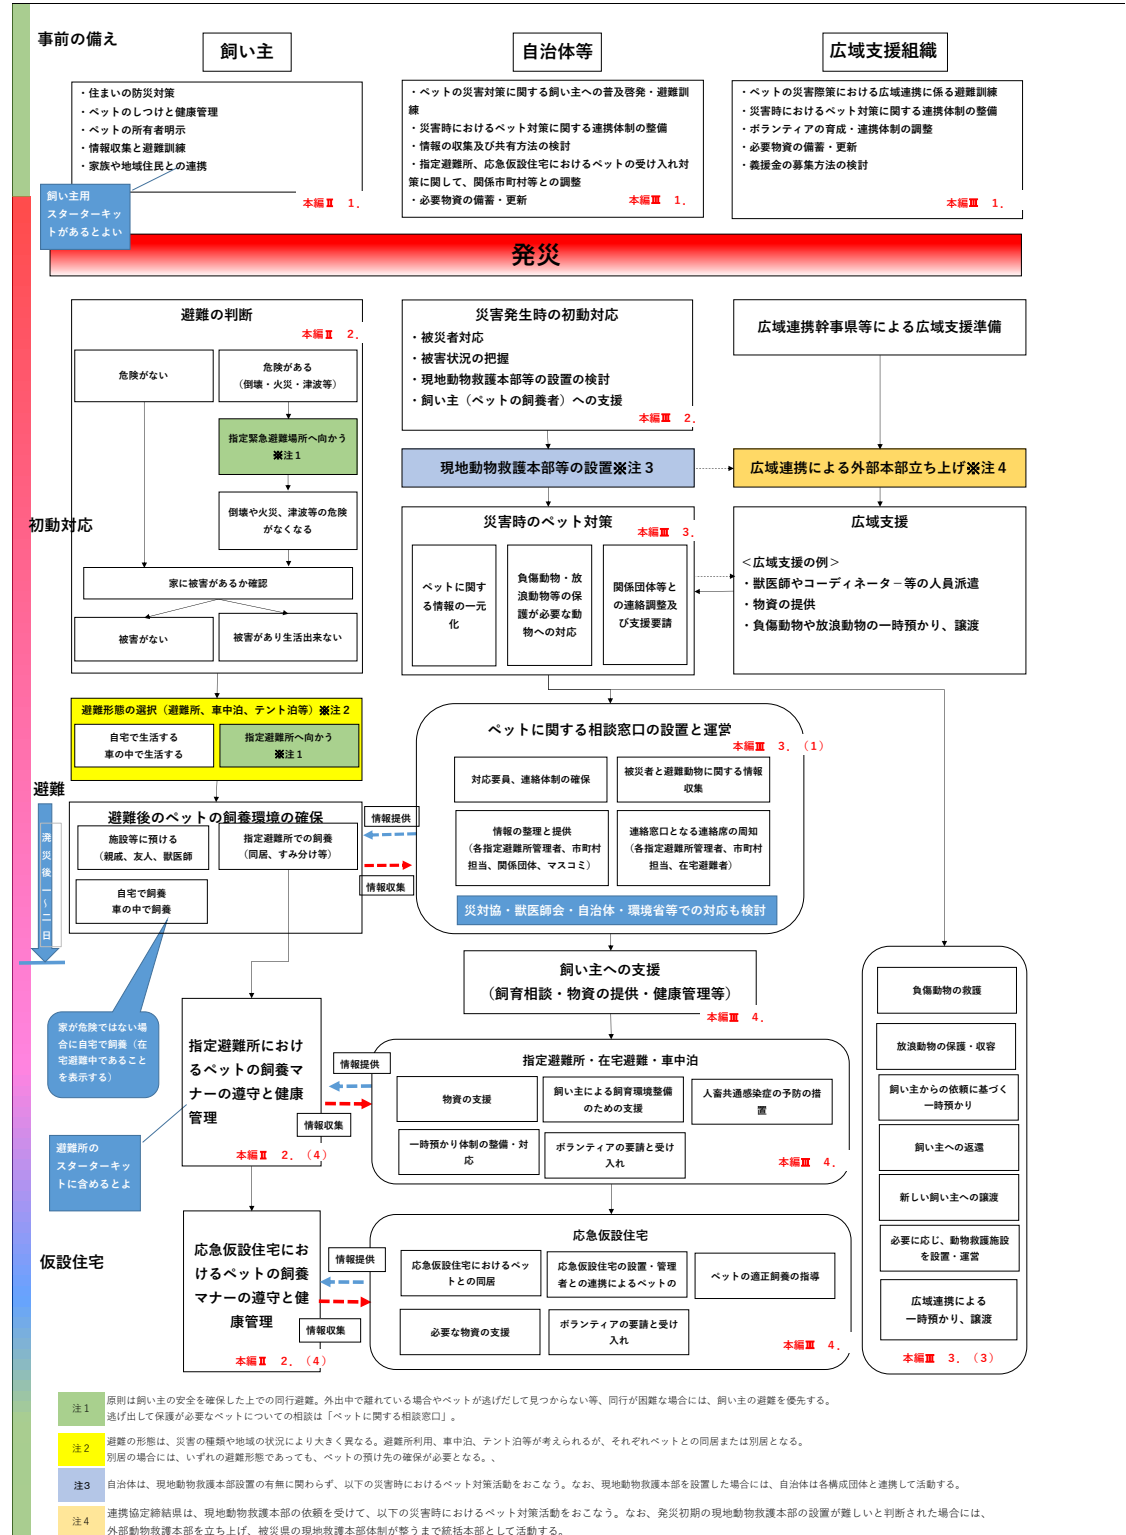 事前の備え
飼い主
自治体等
広域支援組織
・住まいの防災対策
・ペットのしつけと健康管理
・ペットの所有者明示
・情報収集と避難訓練
・家族や地域住民との連携
本編Ⅱ 1.
飼い主用
スターターキッ
トがあるとよい
・ペットの災害対策に関する飼い主への普及啓発・避難訓
練
・災害時におけるペット対策に関する連携体制の整備
・情報の収集及び共有方法の検討
・指定避難所、応急仮設住宅におけるペットの受け入れ対
策に関して、関係市町村等との調整
・必要物資の備蓄・更新
本編Ⅲ 1.
・ペットの災害際策における広域連携に係る避難訓練
・災害時におけるペット対策に関する連携体制の整備
・ボランティアの育成・連携体制の調整
・必要物資の備蓄・更新
・義援金の募集方法の検討
本編Ⅲ 1.
発災
初動対応
避難の判断
本編Ⅱ 2.
危険がない
危険がある
（倒壊・火災・津波等）
指定緊急避難場所へ向かう
※注１
倒壊や火災、津波等の危険
がなくなる
家に被害があるか確認
被害がない
被害があり生活出来ない
災害発生時の初動対応
・被災者対応
・被害状況の把握
・現地動物救護本部等の設置の検討
・飼い主（ペットの飼養者）への支援
本編Ⅲ 2.
現地動物救護本部等の設置※注３
災害時のペット対策
本編Ⅲ 3.
ペットに関す
る情報の一元
化
負傷動物・放
浪動物等の保
護が必要な動
物への対応
関係団体等と
の連絡調整及
び支援要請
広域連携幹事県等による広域支援準備
広域連携による外部本部立ち上げ※注４
広域支援
＜広域支援の例＞
・獣医師やコーディネータ－等の人員派遣
・物資の提供
・負傷動物や放浪動物の一時預かり、譲渡
避難形態の選択（避難所、車中泊、テント泊等）※注２
自宅で生活する
車の中で生活する
指定避難所へ向かう
※注１
避難
発災後一～二日
避難後のペットの飼養環境の確保
施設等に預ける
（親戚、友人、獣医師
指定避難所での飼養
（同居、すみ分け等）
自宅で飼養
車の中で飼養
情報提供
情報収集
ペットに関する相談窓口の設置と運営
本編Ⅲ 3.（1）
対応要員、連絡体制の確保
被災者と避難動物に関する情報
収集
情報の整理と提供
（各指定避難所管理者、市町村
担当、関係団体、マスコミ）
連絡窓口となる連絡席の周知
（各指定避難所管理者、市町村
担当、在宅避難者）
災対協・獣医師会・自治体・環境省等での対応も検討
飼い主への支援
（飼育相談・物資の提供・健康管理等）
本編Ⅲ 4.
家が危険ではない場
合に自宅で飼養（在
宅避難中であること
を表示する）
避難所の
スターターキッ
トに含めるとよ
指定避難所におけ
るペットの飼養マ
ナーの遵守と健康
管理
本編Ⅱ 2.（4）
情報提供
情報収集
指定避難所・在宅避難・車中泊
物資の支援
飼い主による飼育環境整備
のための支援
人畜共通感染症の予防の措
置
一時預かり体制の整備・対
応
ボランティアの要請と受け
入れ
本編Ⅲ 4.
仮設住宅
応急仮設住宅にお
けるペットの飼養
マナーの遵守と健
康管理
本編Ⅱ 2.（4）
情報提供
情報収集
応急仮設住宅
応急仮設住宅におけるペッ
トとの同居
応急仮設住宅の設置・管理
者との連携によるペットの
ペットの適正飼養の指導
必要な物資の支援
ボランティアの要請と受け
入れ
本編Ⅲ 4.
負傷動物の救護
放浪動物の保護・収容
飼い主からの依頼に基づく
一時預かり
飼い主への返還
新しい飼い主への譲渡
必要に応じ、動物救護施設
を設置・運営
広域連携による
一時預かり、譲渡
本編Ⅲ 3.（3）
注１
原則は飼い主の安全を確保した上での同行避難。外出中で離れている場合やペットが逃げだして見つからない等、同行が困難な場合には、飼い主の避難を優先する。
逃げ出して保護が必要なペットについての相談は「ペットに関する相談窓口」。
注２
避難の形態は、災害の種類や地域の状況により大きく異なる。避難所利用、車中泊、テント泊等が考えられるが、それぞれペットとの同居または別居となる。
別居の場合には、いずれの避難形態であっても、ペットの預け先の確保が必要となる。、
注3
自治体は、現地動物救護本部設置の有無に関わらず、以下の災害時におけるペット対策活動をおこなう。なお、現地動物救護本部を設置した場合には、自治体は各構成団体と連携して活動する。
注４
連携協定締結県は、現地動物救護本部の依頼を受けて、以下の災害時におけるペット対策活動をおこなう。なお、発災初期の現地動物救護本部の設置が難しいと判断された場合には、
外部動物救護本部を立ち上げ、被災県の現地救護本部体制が整うまで統括本部として活動する。